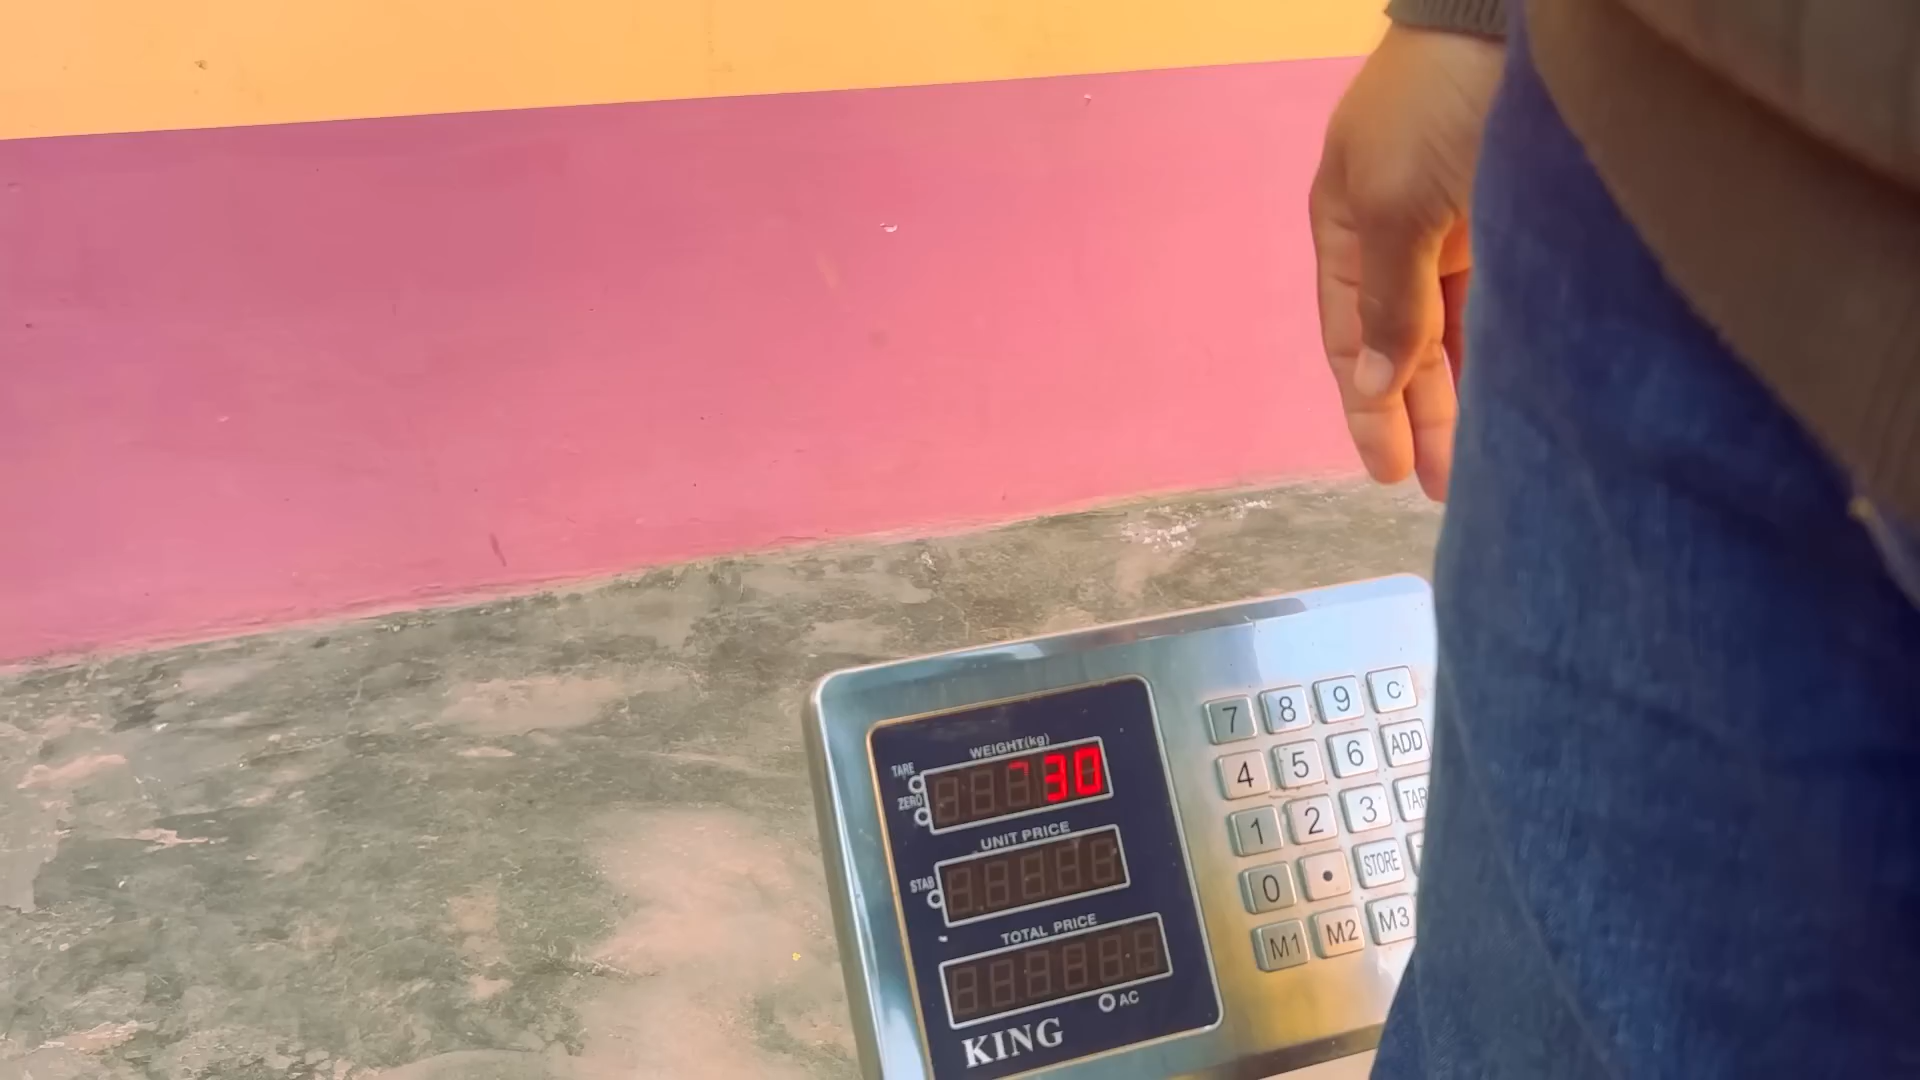 WEIGHT(kg)
TARE
ZERO
30
UNIT PRICE
STAB
TOTAL PRICE
AC
KING
7 8 9 C
4 5 6 ADD
1 2 3
0 . STORE
M1 M2 M3